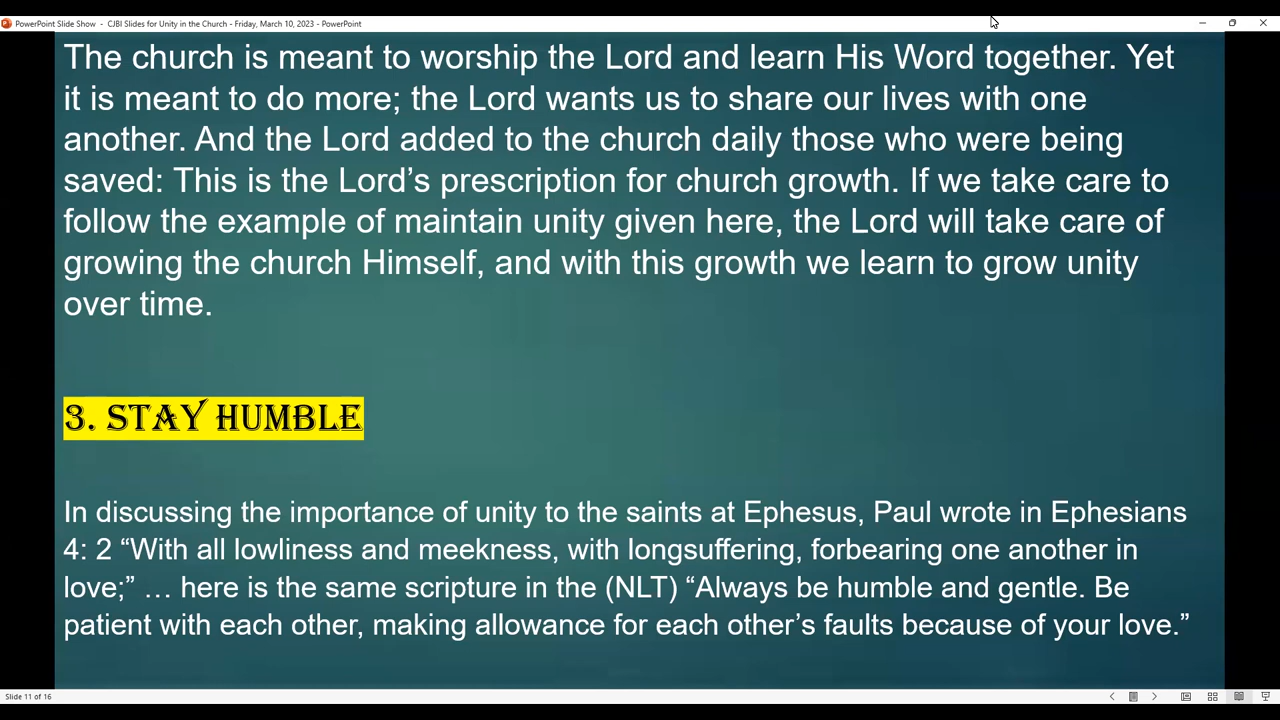 PowerPoint Slide Show - CJBI Slides for Unity in the Church - Friday, March 10, 2023 - PowerPoint
The church is meant to worship the Lord and learn His Word together. Yet
it is meant to do more; the Lord wants us to share our lives with one
another. And the Lord added to the church daily those who were being
saved: This is the Lord’s prescription for church growth. If we take care to
follow the example of maintain unity given here, the Lord will take care of
growing the church Himself, and with this growth we learn to grow unity
over time.
3. STAY HUMBLE
In discussing the importance of unity to the saints at Ephesus, Paul wrote in Ephesians
4: 2 “With all lowliness and meekness, with longsuffering, forbearing one another in
love;” … here is the same scripture in the (NLT) “Always be humble and gentle. Be
patient with each other, making allowance for each other’s faults because of your love.”
Slide 11 of 16